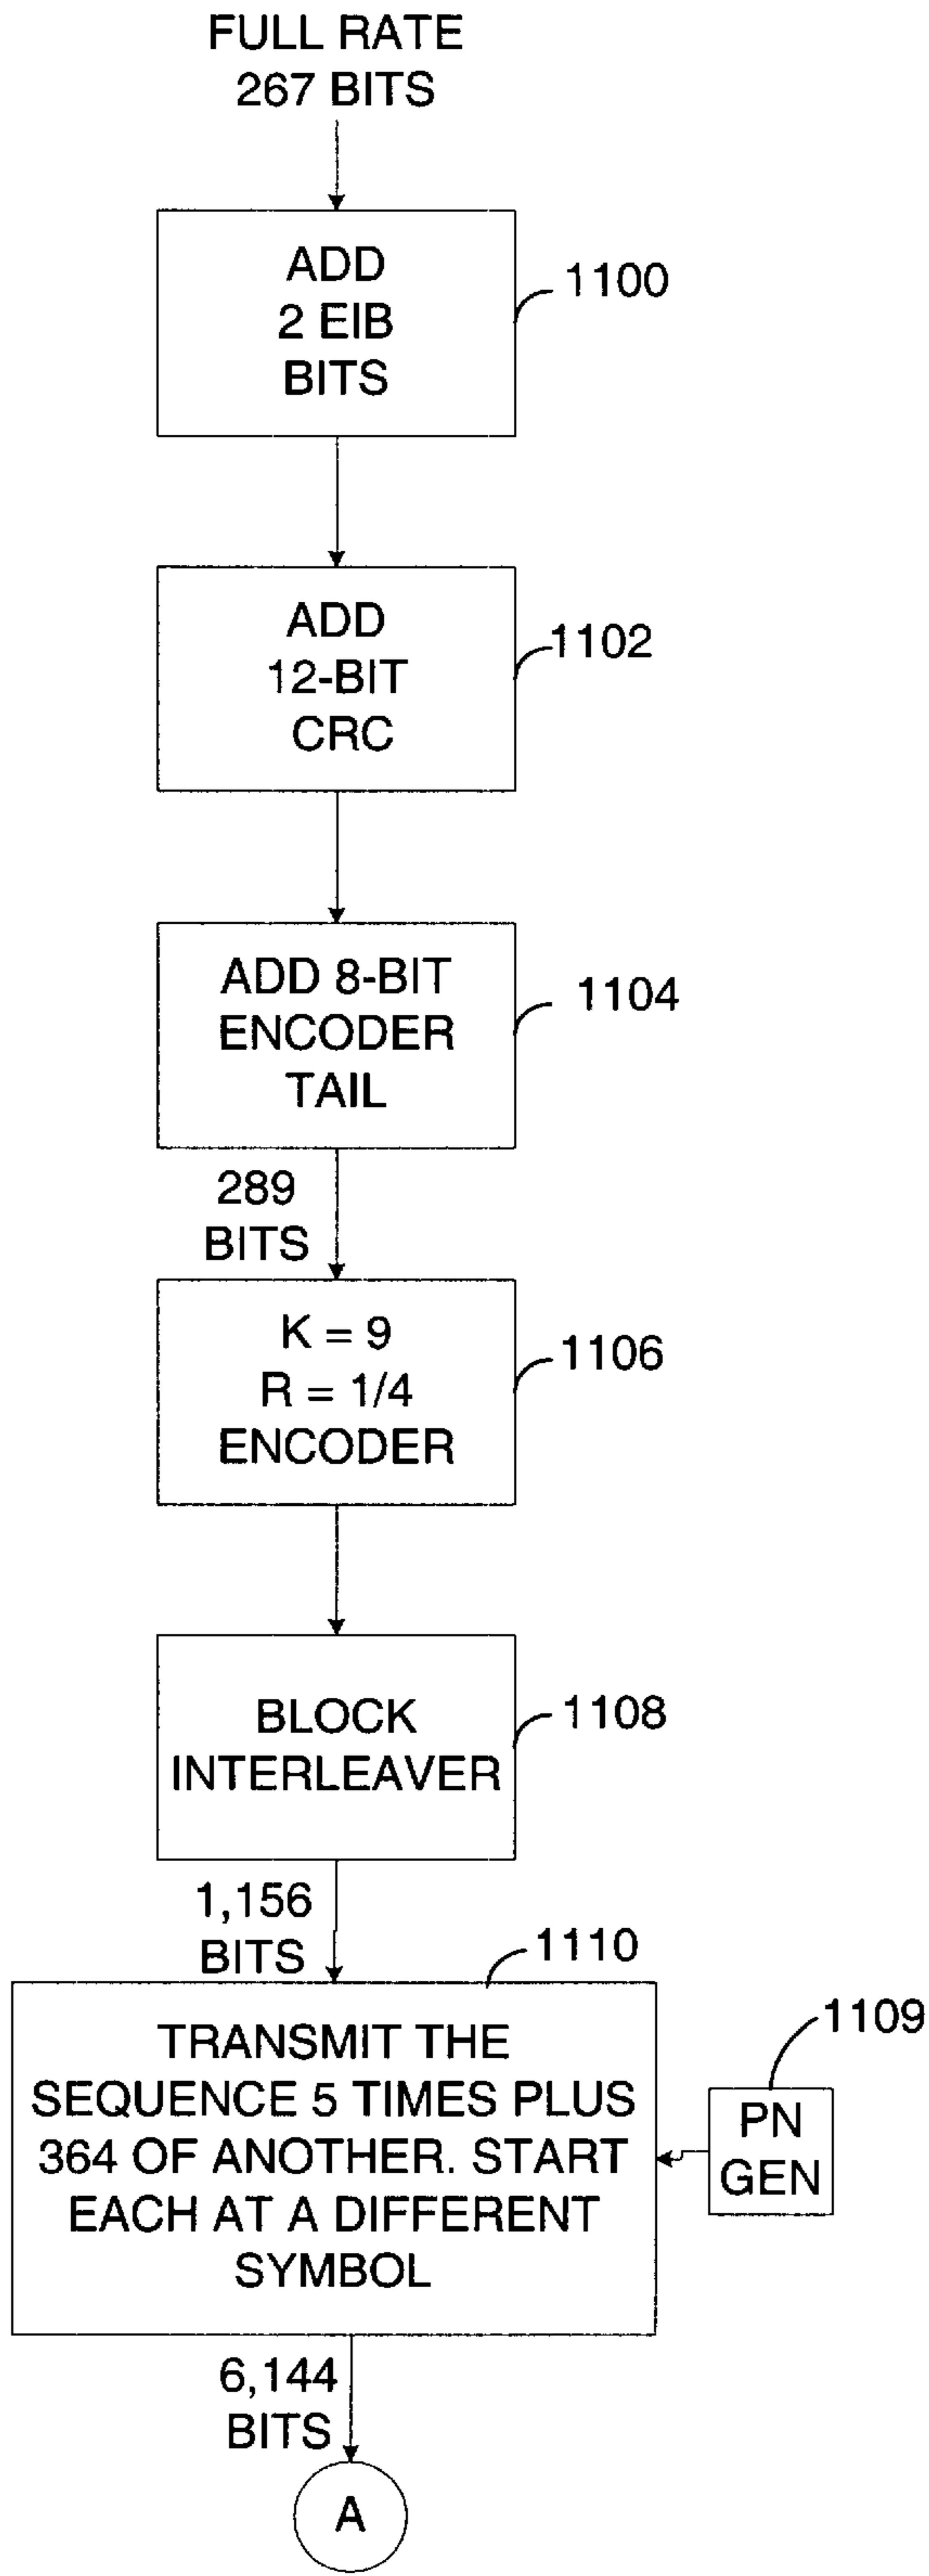 FULL RATE
267 BITS
ADD
2 EIB
BITS
1100
ADD
12-BIT
CRC
1102
ADD 8-BIT
ENCODER
TAIL
1104
289
BITS
K = 9
R = 1/4
ENCODER
1106
BLOCK
INTERLEAVER
1108
1,156
BITS
1110
TRANSMIT THE
SEQUENCE 5 TIMES PLUS
364 OF ANOTHER. START
EACH AT A DIFFERENT
SYMBOL
1109
PN
GEN
6,144
BITS
A